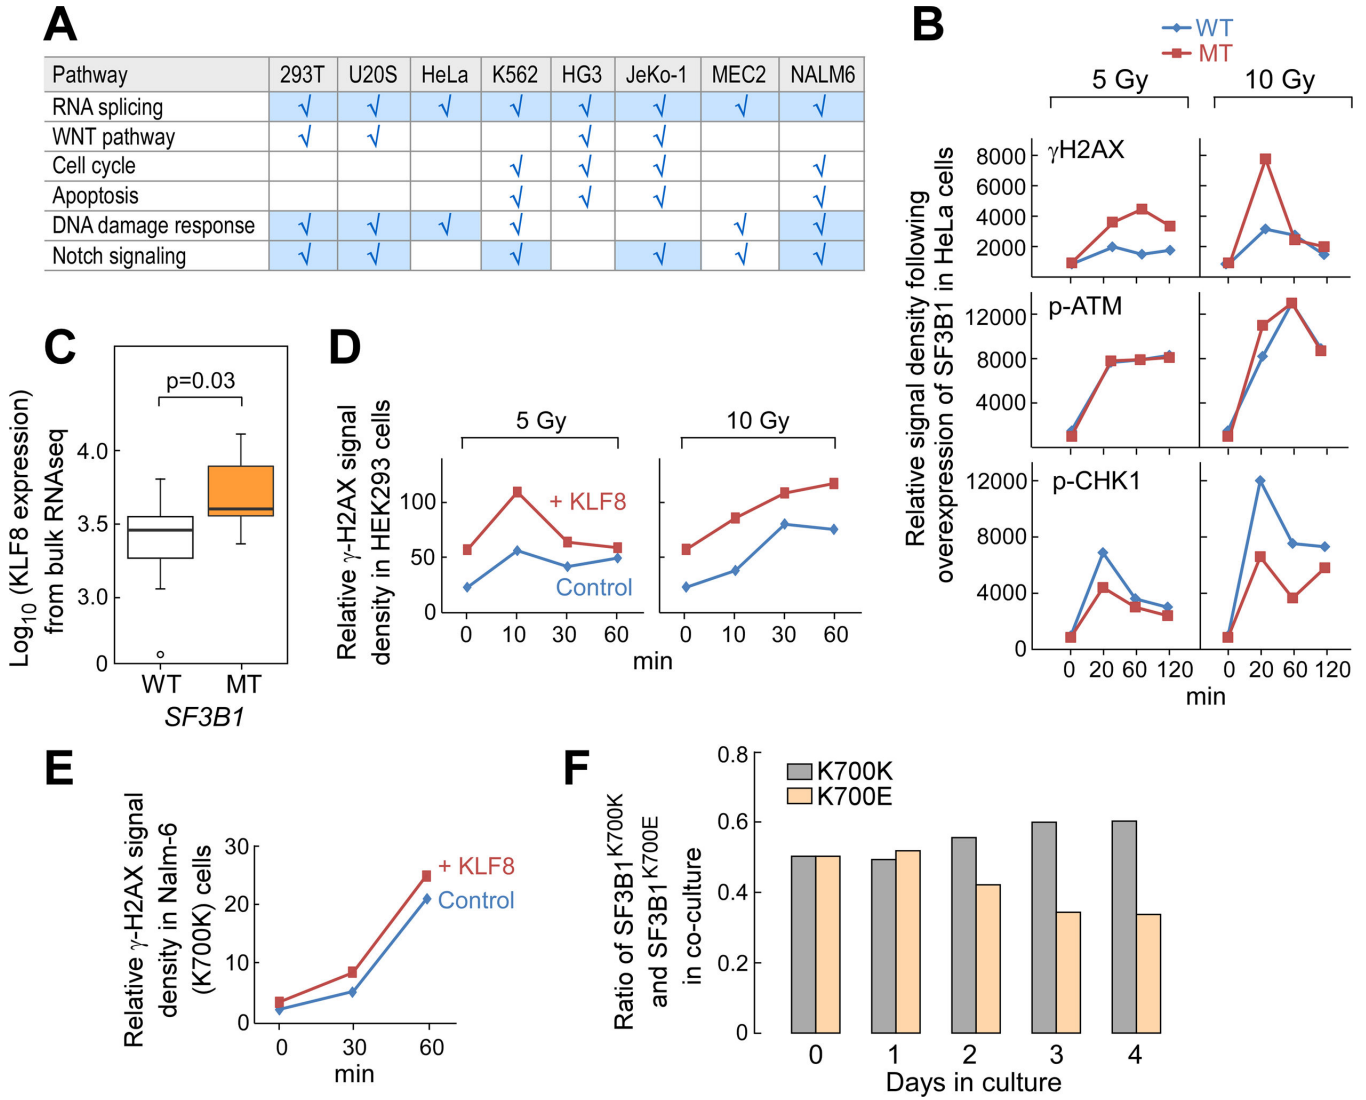 A
Pathway 293T U20S HeLa K562 HG3 JeKo-1 MEC2 NALM6
RNA splicing √ √ √ √ √ √ √ √
WNT pathway √ √ √ √
Cell cycle √ √ √ √
Apoptosis √ √ √ √
DNA damage response √ √ √ √ √ √
Notch signaling √ √ √ √ √ √
B
WT
MT
5 Gy 10 Gy
Relative signal density following
overexpression of SF3B1 in HeLa cells
γH2AX
8000
6000
4000
2000
p-ATM
12000
8000
4000
p-CHK1
12000
8000
4000
0
0 20 60 120 0 20 60 120
min
C
Log10 (KLF8 expression)
from bulk RNAseq
p=0.03
4.0
3.5
3.0
0
WT MT
SF3B1
D
Relative γ-H2AX signal
density in HEK293 cells
5 Gy 10 Gy
100
50
0
+ KLF8
Control
0 10 30 60 0 10 30 60
min
E
Relative γ-H2AX signal
density in Nalm-6
(K700K) cells
30
20
10
0
+ KLF8
Control
0 30 60
min
F
Ratio of SF3B1K700K
and SF3B1K700E
in co-culture
0.8
0.6
0.4
0.2
0
K700K
K700E
0 1 2 3 4
Days in culture